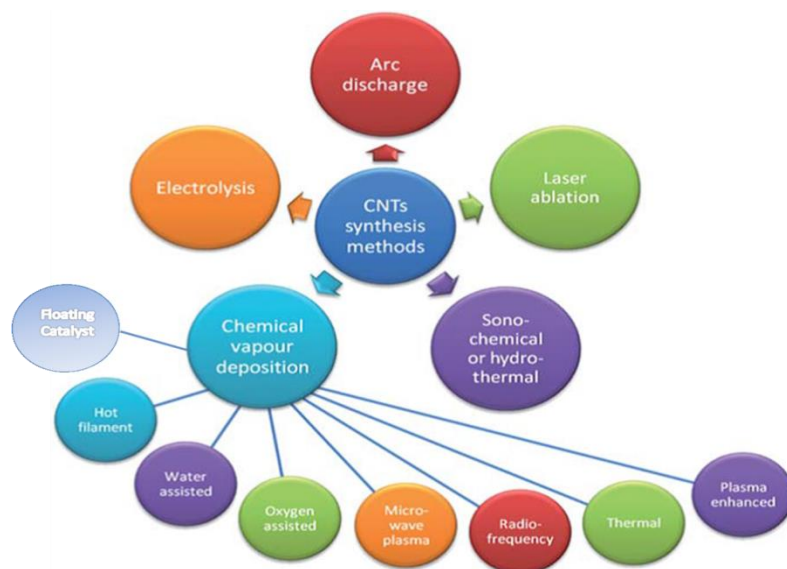 Arc
discharge
Electrolysis
Laser
ablation
CNTs
synthesis
methods
Floating
Catalyst
Chemical
vapour
deposition
Sono-
chemical
or hydro-
thermal
Hot
filament
Water
assisted
Oxygen
assisted
Micro-
wave
plasma
Radio-
frequency
Thermal
Plasma
enhanced